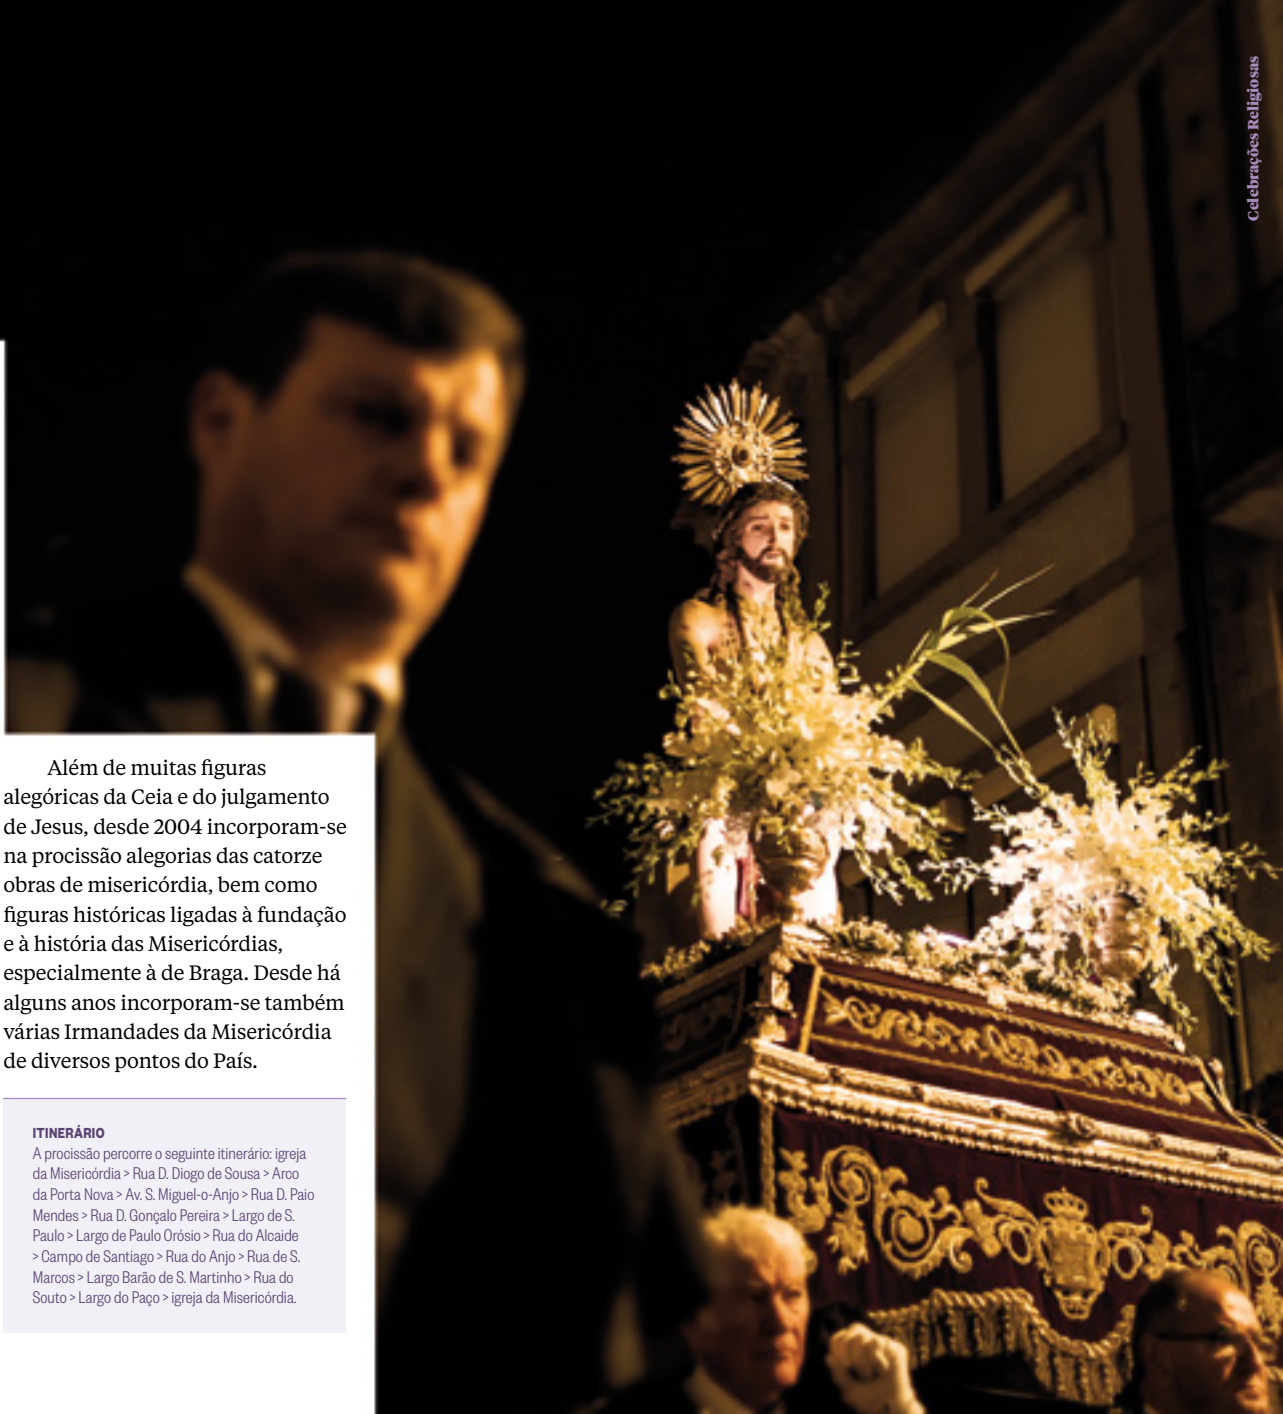 Celebrações Religiosas
Além de muitas figuras
alegóricas da Ceia e do julgamento
de Jesus, desde 2004 incorporam-se
na procissão alegorias das catorze
obras de misericórdia, bem como
figuras históricas ligadas à fundação
e à história das Misericórdias,
especialmente à de Braga. Desde há
alguns anos incorporam-se também
várias Irmandades da Misericórdia
de diversos pontos do País.
ITINERÁRIO
A procissão percorre o seguinte itinerário: igreja
da Misericórdia > Rua D. Diogo de Sousa > Arco
da Porta Nova > Av. S. Miguel-o-Anjo > Rua D. Paio
Mendes > Rua D. Gonçalo Pereira > Largo de S.
Paulo > Largo de Paulo Orósio > Rua do Alcaide
> Campo de Santiago > Rua do Anjo > Rua de S.
Marcos > Largo Barão de S. Martinho > Rua do
Souto > Largo do Paço > igreja da Misericórdia.